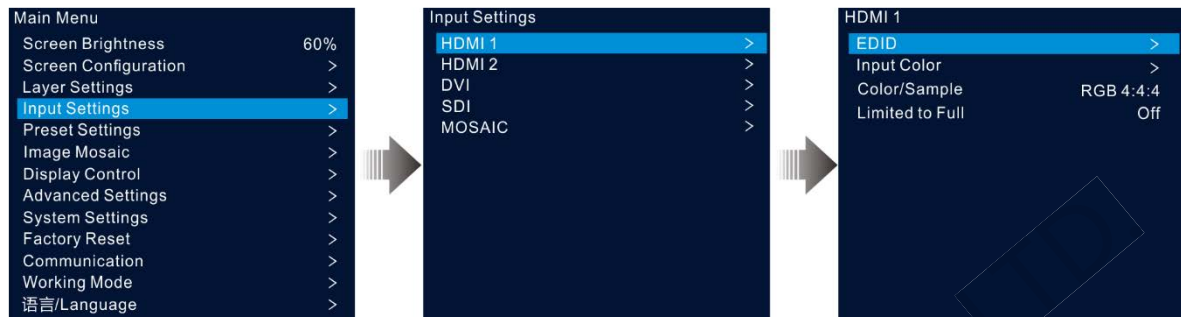 Main Menu
Screen Brightness 60%
Screen Configuration >
Layer Settings >
Input Settings >
Preset Settings >
Image Mosaic >
Display Control >
Advanced Settings >
System Settings >
Factory Reset >
Communication >
Working Mode >
语言/Language >
Input Settings
HDMI 1 >
HDMI 2 >
DVI >
SDI >
MOSAIC >
HDMI 1
EDID >
Input Color >
Color/Sample RGB 4:4:4
Limited to Full Off